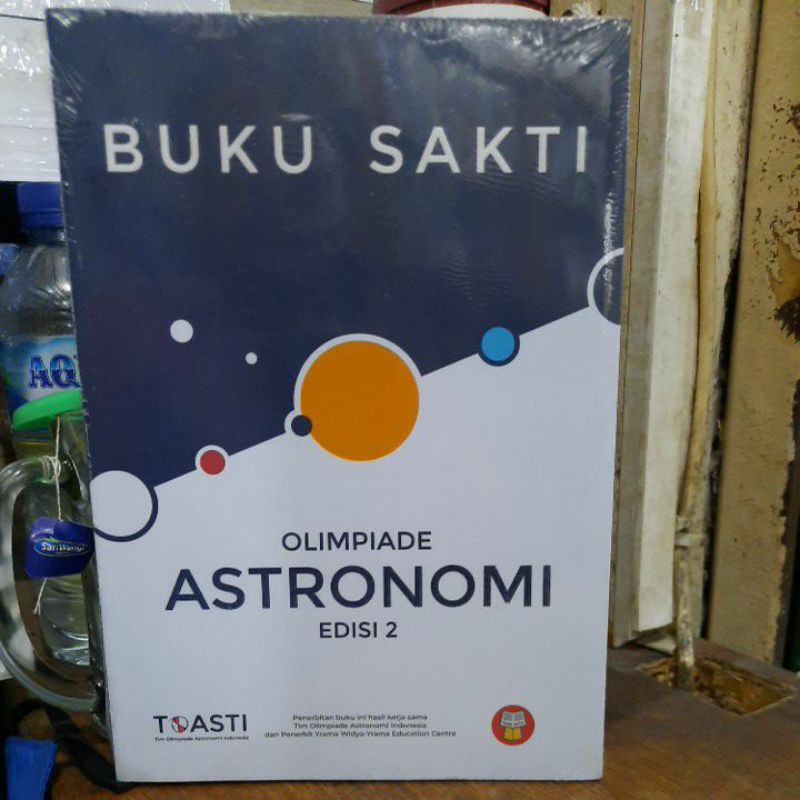 BUKU SAKTI
AQ
SariWangi
OLIMPIADE
ASTRONOMI
EDISI 2
TOASTI
Tim Olimpiade Astronomi Indonesia
Penerbitan buku ini hasil kerja sama
Tim Olimpiade Astronomi Indonesia
dan Penerbit Yrama Widya-Yrama Education Centre